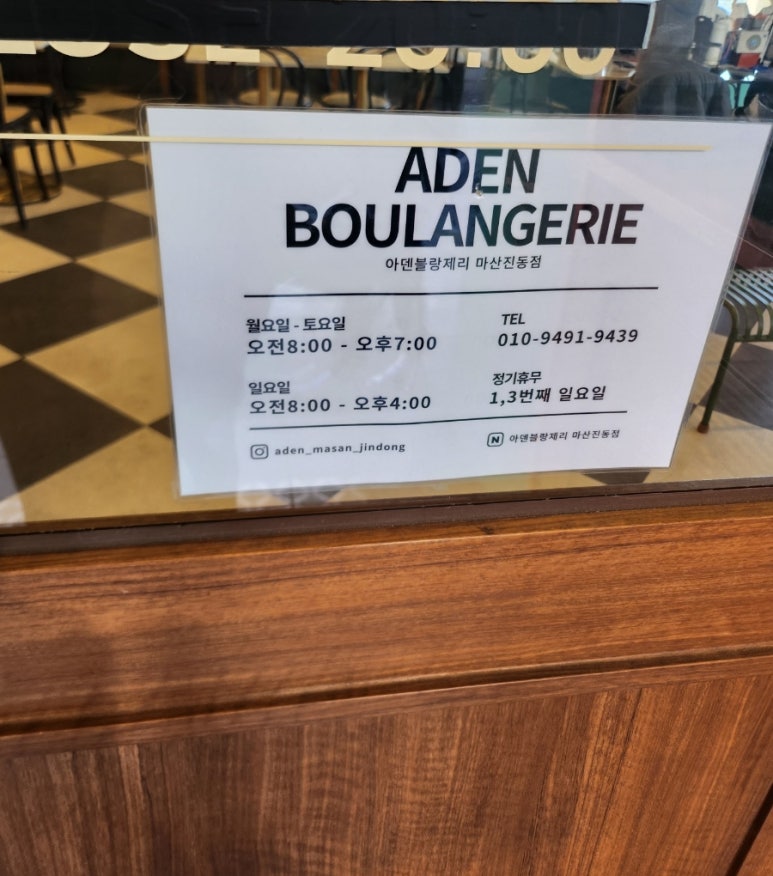 ADEN
BOULANGERIE
아덴블랑제리 마산진동점
월요일 - 토요일
오전8:00 - 오후7:00
TEL
010-9491-9439
일요일
오전8:00 - 오후4:00
정기휴무
1,3번째 일요일
aden_masan_jindong
N 아덴블랑제리 마산진동점